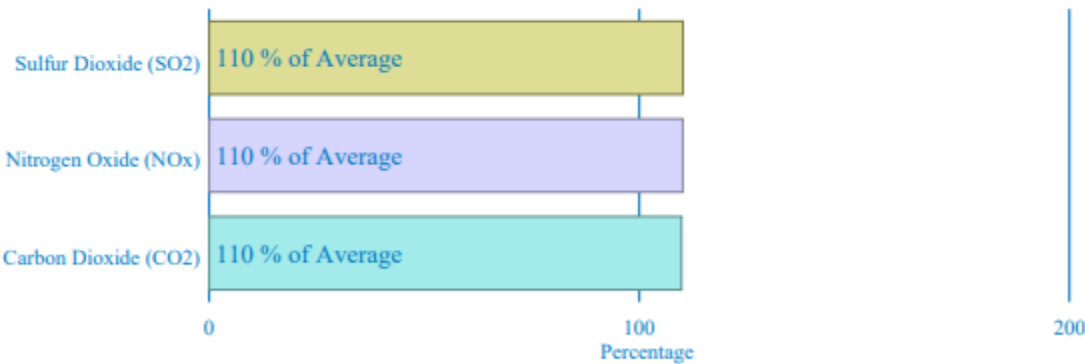 Sulfur Dioxide (SO2) 110 % of Average
Nitrogen Oxide (NOx) 110 % of Average
Carbon Dioxide (CO2) 110 % of Average
0 100 200
Percentage